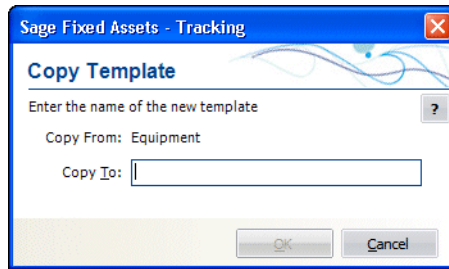 Sage Fixed Assets - Tracking
Copy Template
Enter the name of the new template
?
Copy From: Equipment
Copy To:
OK Cancel